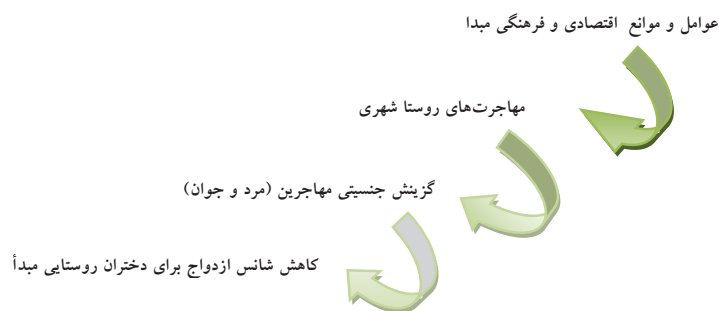 عوامل و موانع اقتصادی و فرهنگی مبدا
مهاجرت‌های روستا شهری
گزینش جنسیتی مهاجرین (مرد و جوان)
کاهش شانس ازدواج برای دختران روستایی مبدأ